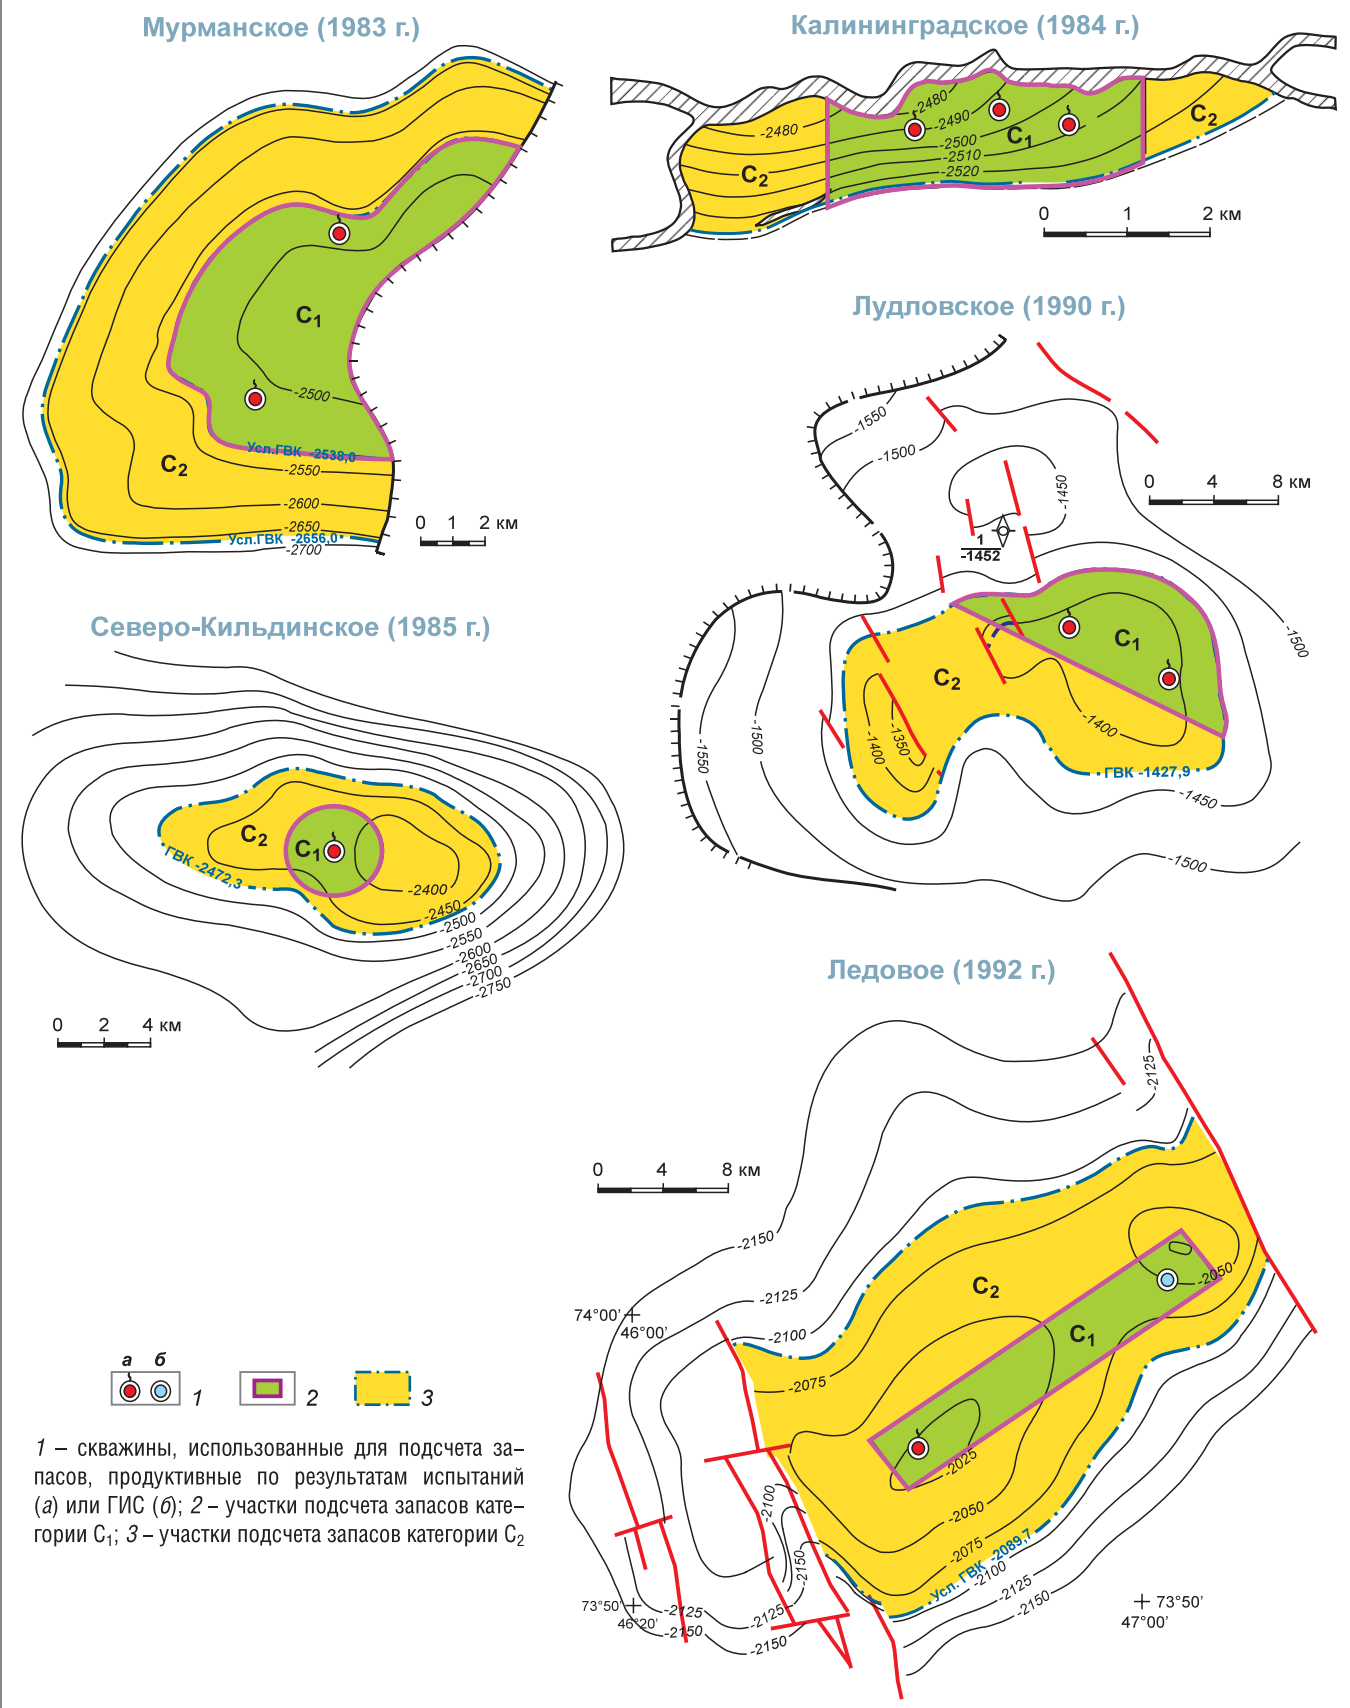 Мурманское (1983 г.)
C₁
-2500
Усл.ГВК -2538,0
C₂
-2550
-2600
-2650
Усл.ГВК -2656,0
-2700
0 1 2 км
Калининградское (1984 г.)
-2480
-2480
-2490
-2500
C₁
-2510
-2520
C₂
C₂
0 1 2 км
Лудловское (1990 г.)
-1550
-1500
-1450
0 4 8 км
1
-1452
C₁
-1500
C₂
-1400
-1350
-1400
-1500
-1550
ГВК -1427,9
-1450
-1500
Северо-Кильдинское (1985 г.)
C₂
C₁
ГВК -2472,3
-2400
-2450
-2500
-2550
-2600
-2650
-2700
-2750
0 2 4 км
Ледовое (1992 г.)
-2125
0 4 8 км
-2150
-2125
74°00'
46°00'
-2100
-2075
C₂
C₁
-2050
-2025
-2050
-2075
Усл. ГВК -2089,7
-2100
-2125
-2150
-2100
-2150
-2125
-2150
73°50'
46°20'
-2125
-2150
73°50'
47°00'
а б
1 2 3
1 – скважины, использованные для подсчета за-
пасов, продуктивные по результатам испытаний
(а) или ГИС (б); 2 – участки подсчета запасов кате-
гории C₁; 3 – участки подсчета запасов категории C₂